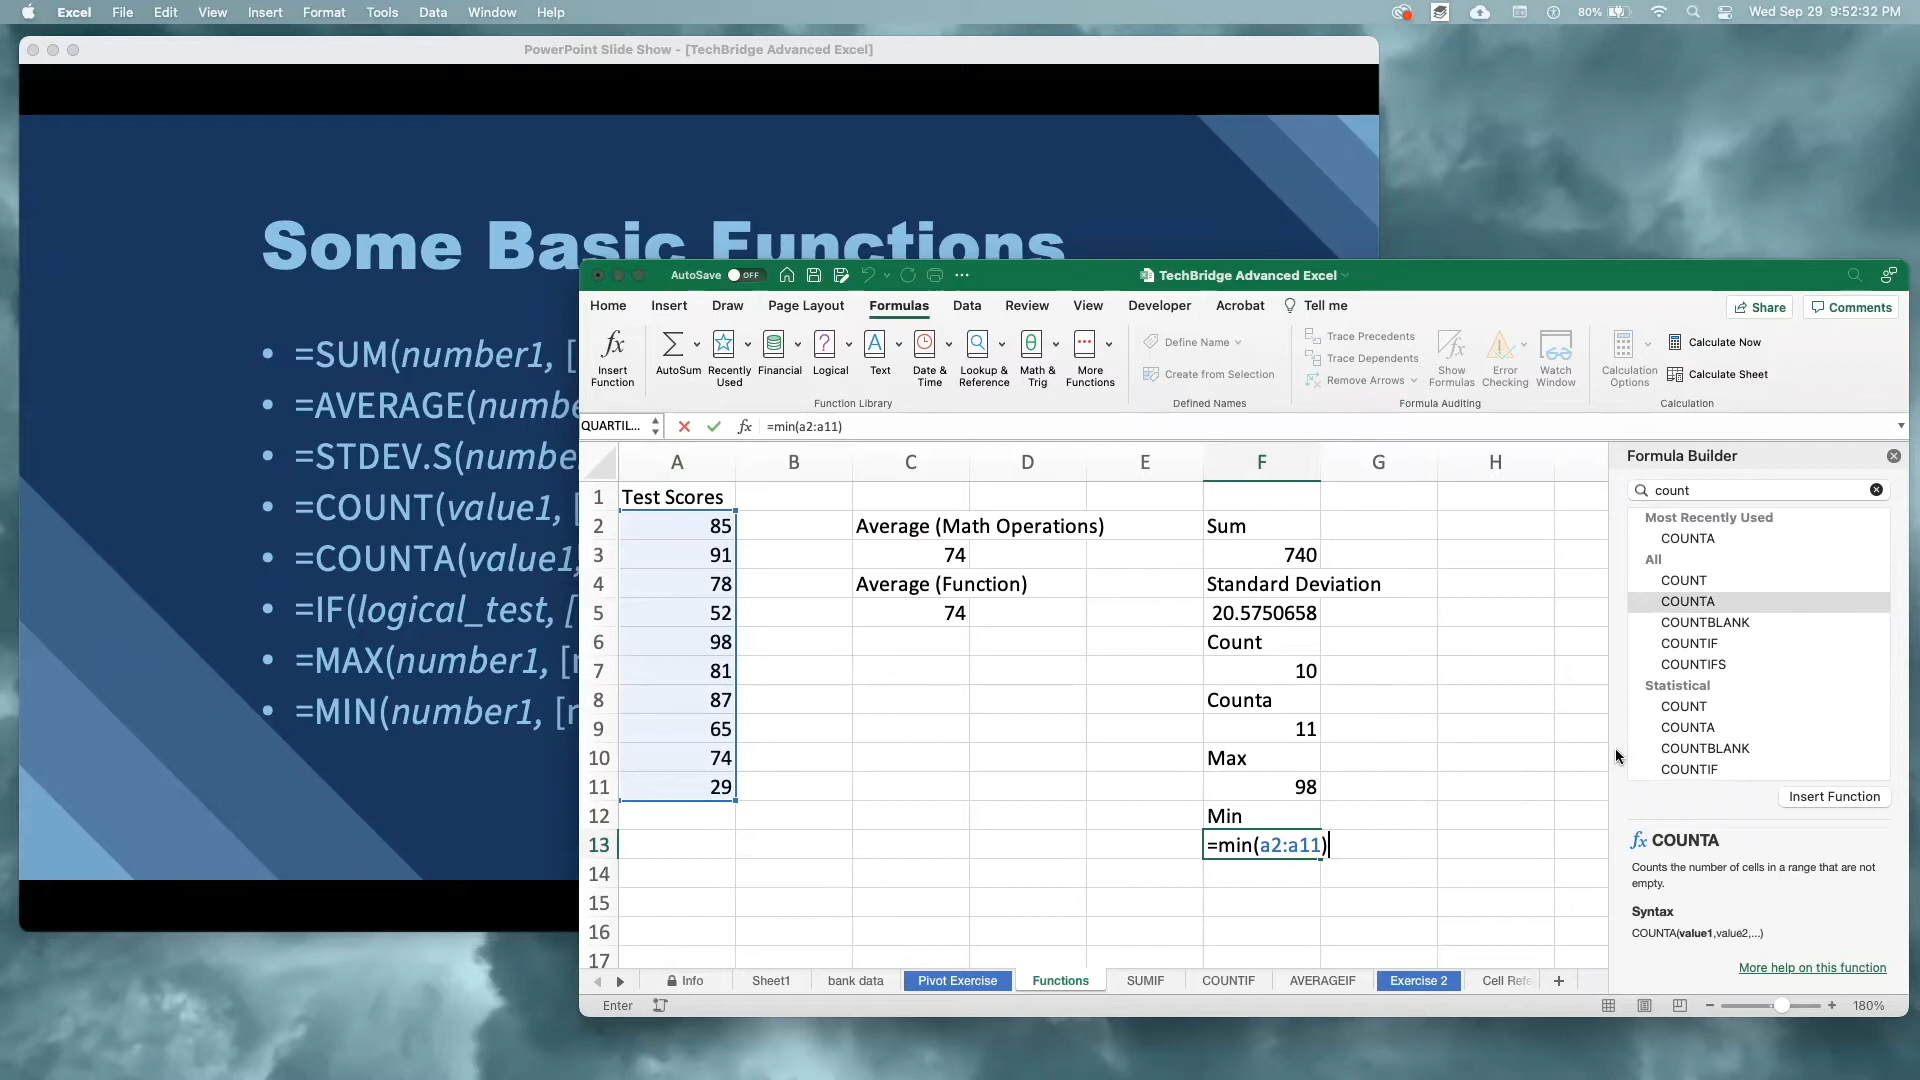 Excel File Edit View Insert Format Tools Data Window Help
80% Wed Sep 29 9:52:32 PM
PowerPoint Slide Show - [TechBridge Advanced Excel]
Some Basic Functions
• =SUM(number1, [
• =AVERAGE(numbe
• =STDEV.S(number
• =COUNT(value1, [
• =COUNTA(value1,
• =IF(logical_test, [
• =MAX(number1, [n
• =MIN(number1, [n
AutoSave OFF
TechBridge Advanced Excel
Home Insert Draw Page Layout Formulas Data Review View Developer Acrobat Tell me
Share Comments
Insert Function
AutoSum
Recently Used
Financial
Logical
Text
Date & Time
Lookup & Reference
Math & Trig
More Functions
Function Library
Define Name
Create from Selection
Defined Names
Trace Precedents
Trace Dependents
Remove Arrows
Show Formulas
Error Checking
Watch Window
Formula Auditing
Calculation Options
Calculate Now
Calculate Sheet
Calculation
QUARTIL... fx =min(a2:a11)
A B C D E F G H
1 Test Scores
2 85 Average (Math Operations) Sum
3 91 74 740
4 78 Average (Function) Standard Deviation
5 52 74 20.5750658
6 98 Count
7 81 10
8 87 Counta
9 65 11
10 74 Max
11 29 98
12 Min
13 =min(a2:a11)
14
15
16
17
Formula Builder
count
Most Recently Used
COUNTA
All
COUNT
COUNTA
COUNTBLANK
COUNTIF
COUNTIFS
Statistical
COUNT
COUNTA
COUNTBLANK
COUNTIF
Insert Function
fx COUNTA
Counts the number of cells in a range that are not
empty.
Syntax
COUNTA(value1,value2,...)
More help on this function
Info Sheet1 bank data Pivot Exercise Functions SUMIF COUNTIF AVERAGEIF Exercise 2 Cell Refe
Enter
180%